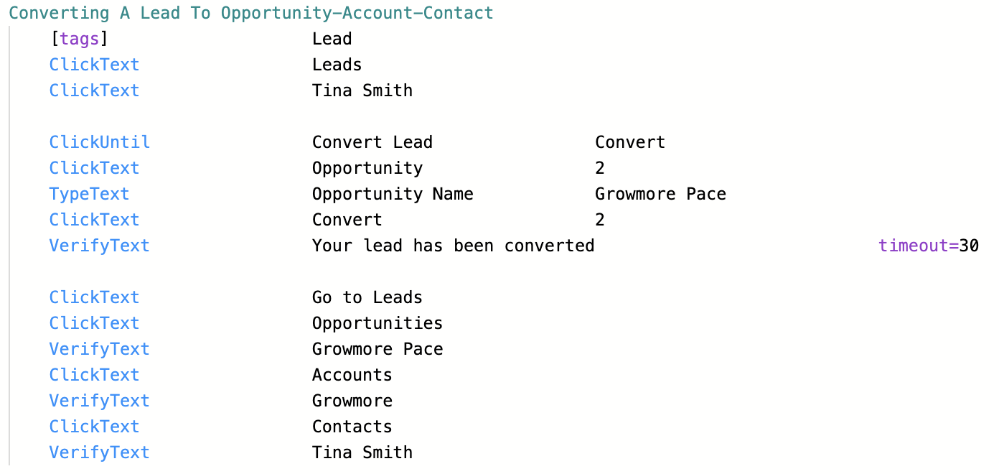 Converting A Lead To Opportunity-Account-Contact
[tags] Lead
ClickText Leads
ClickText Tina Smith
ClickUntil Convert Lead Convert
ClickText Opportunity 2
TypeText Opportunity Name Growmore Pace
ClickText Convert 2
VerifyText Your lead has been converted timeout=30
ClickText Go to Leads
ClickText Opportunities
VerifyText Growmore Pace
ClickText Accounts
VerifyText Growmore
ClickText Contacts
VerifyText Tina Smith